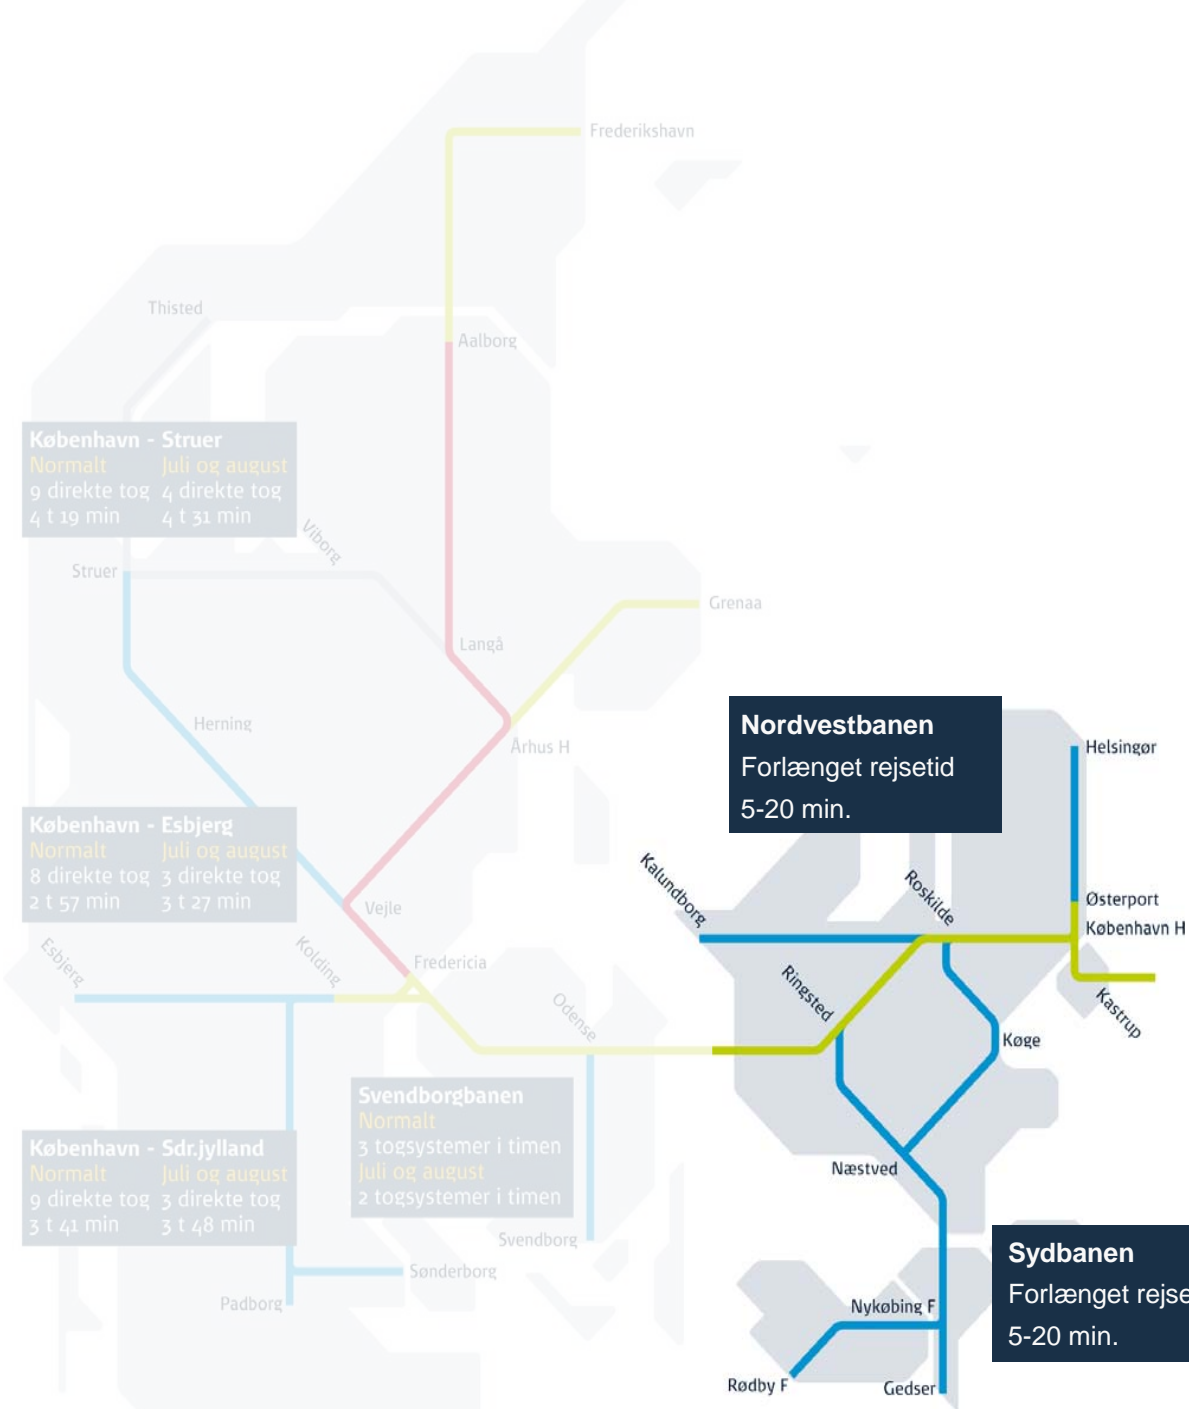 Frederikshavn
Thisted
Aalborg
København - Struer
Normalt Juli og august
9 direkte tog 4 direkte tog
4 t 19 min 4 t 31 min
Viborg
Struer
Grenaa
Langå
Herning
Århus H
Nordvestbanen
Forlænget rejsetid
5-20 min.
Helsingør
København - Esbjerg
Normalt Juli og august
8 direkte tog 3 direkte tog
2 t 57 min 3 t 27 min
Vejle
Kalundborg
Roskilde
Østerport
København H
Esbjerg
Kolding
Fredericia
Odense
Ringsted
Kastrup
Køge
Svendborgbanen
Normalt
3 togsystemer i timen
Juli og august
2 togsystemer i timen
København - Sdr.jylland
Normalt Juli og august
9 direkte tog 3 direkte tog
3 t 41 min 3 t 48 min
Næstved
Svendborg
Sønderborg
Padborg
Sydbanen
Forlænget rejse
5-20 min.
Nykøbing F
Rødby F
Gedser